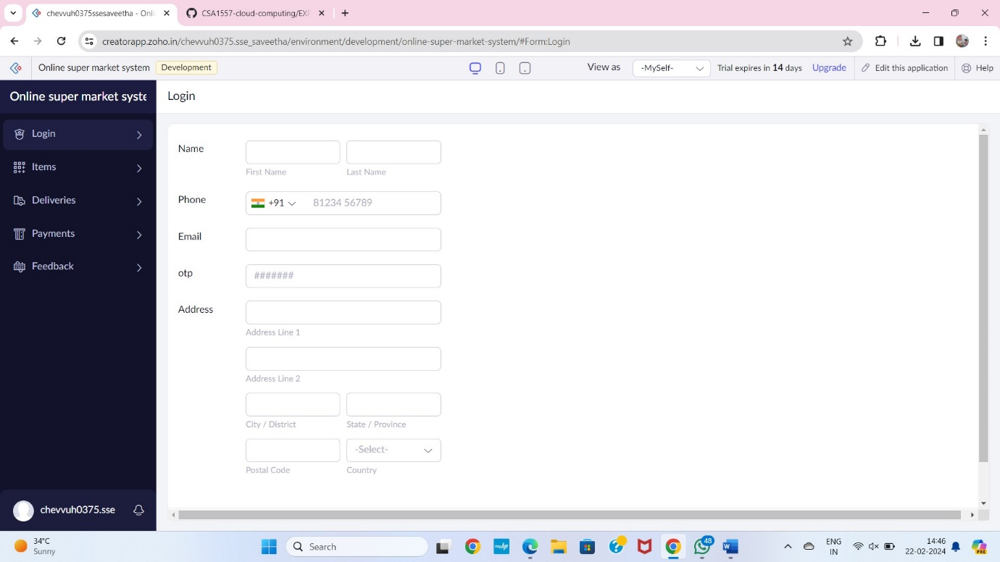 chevvuh0375ssesaveetha - Onli
CSA1557-cloud-computing/EXP
creatorapp.zoho.in/chevvuh0375.sse_saveetha/environment/development/online-super-market-system/#Form:Login
Online super market system Development View as -MySelf- Trial expires in 14 days Upgrade Edit this application Help
Online super market syste
Login
Items
Deliveries
Payments
Feedback
chevvuh0375.sse
Login
Name
First Name Last Name
Phone +91 81234 56789
Email
otp #######
Address
Address Line 1
Address Line 2
City / District State / Province
-Select-
Postal Code Country
34°C
Sunny
Search
myhp
48
W
ENG
IN
14:46
22-02-2024
PRE